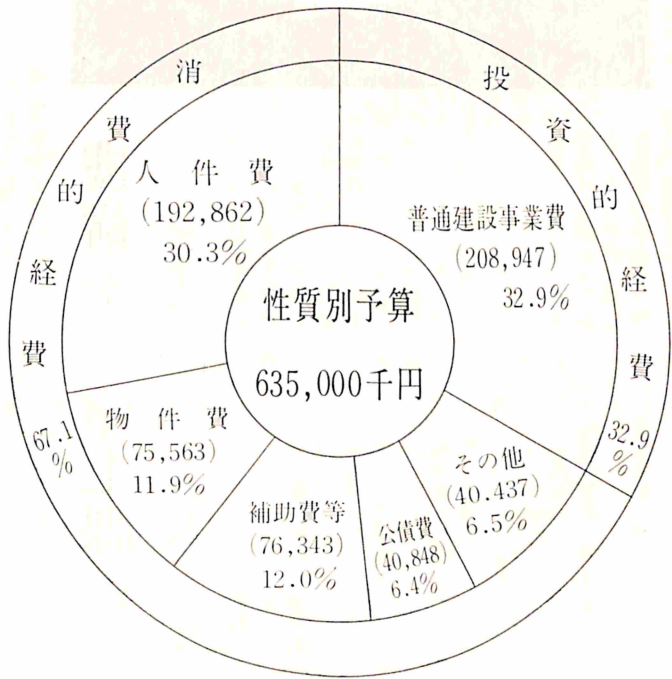 性質別予算
635,000千円
投資的経費
32.9
%
普通建設事業費
(208,947)
32.9%
その他
(40.437)
6.5%
公債費
(40,848)
6.4%
補助費等
(76,343)
12.0%
物件費
(75,563)
11.9%
人件費
(192,862)
30.3%
消費的経費
67.1
%